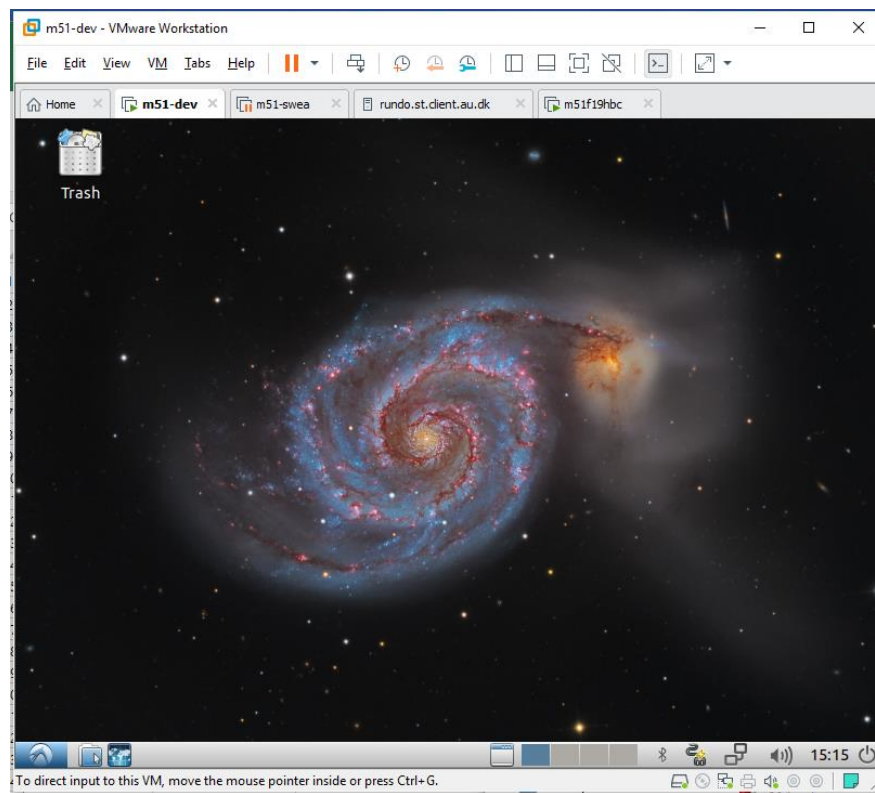 m51-dev - VMware Workstation
File Edit View VM Tabs Help
Home m51-dev m51-swea rundo.st.client.au.dk m51f19hbc
Trash
15:15
To direct input to this VM, move the mouse pointer inside or press Ctrl+G.